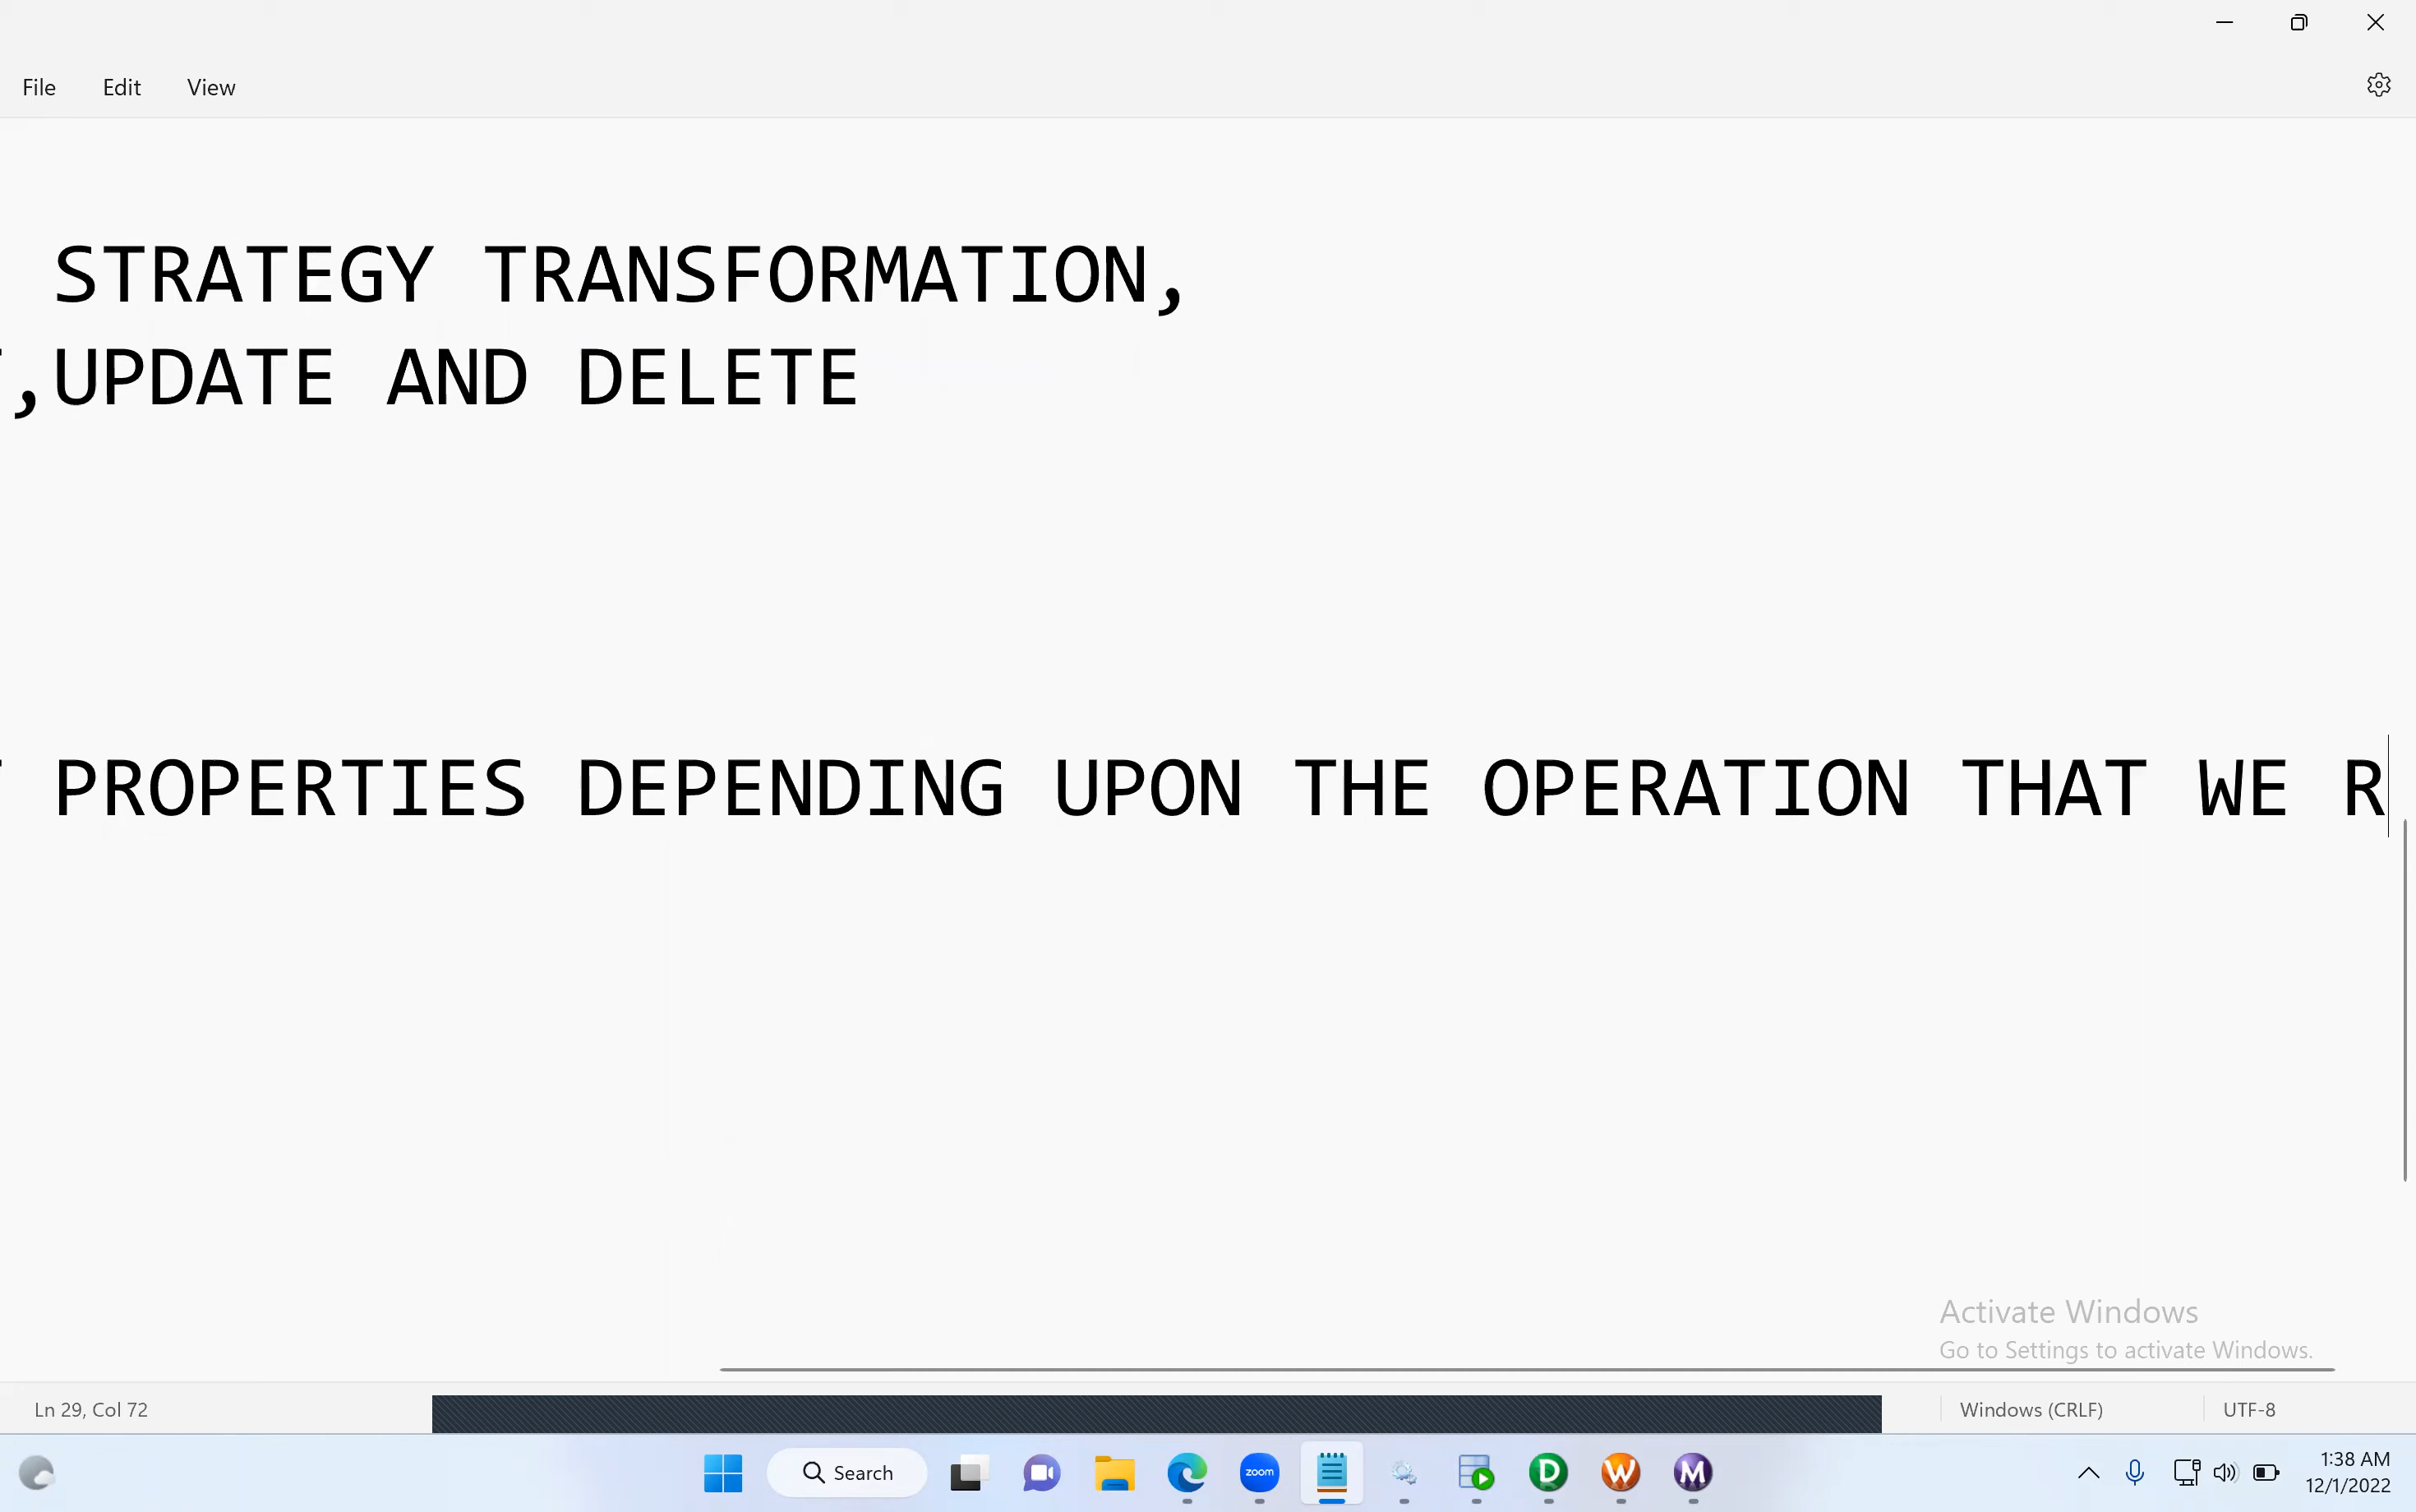 File Edit View
STRATEGY TRANSFORMATION,
,UPDATE AND DELETE
PROPERTIES DEPENDING UPON THE OPERATION THAT WE R
Activate Windows
Go to Settings to activate Windows.
Ln 29, Col 72 Windows (CRLF) UTF-8
Search zoom D W M 1:38 AM
12/1/2022